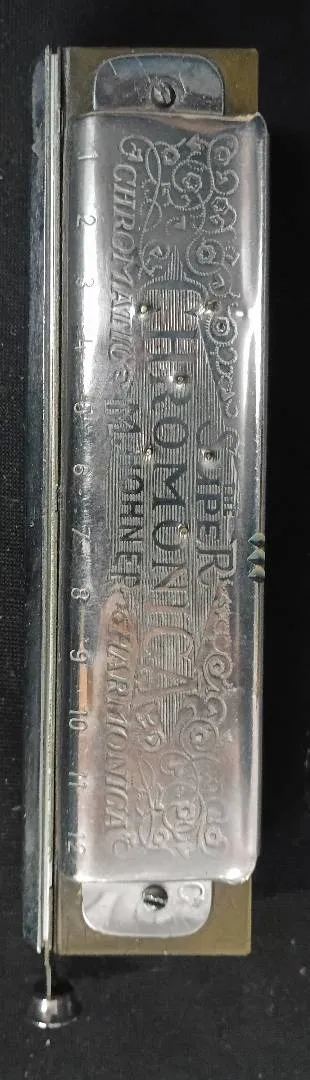 THE SUPER
CHROMONICA
CHROMATIC M. HOHNER HARMONICA
1 2 3 4 5 6 7 8 9 10 11 12
C